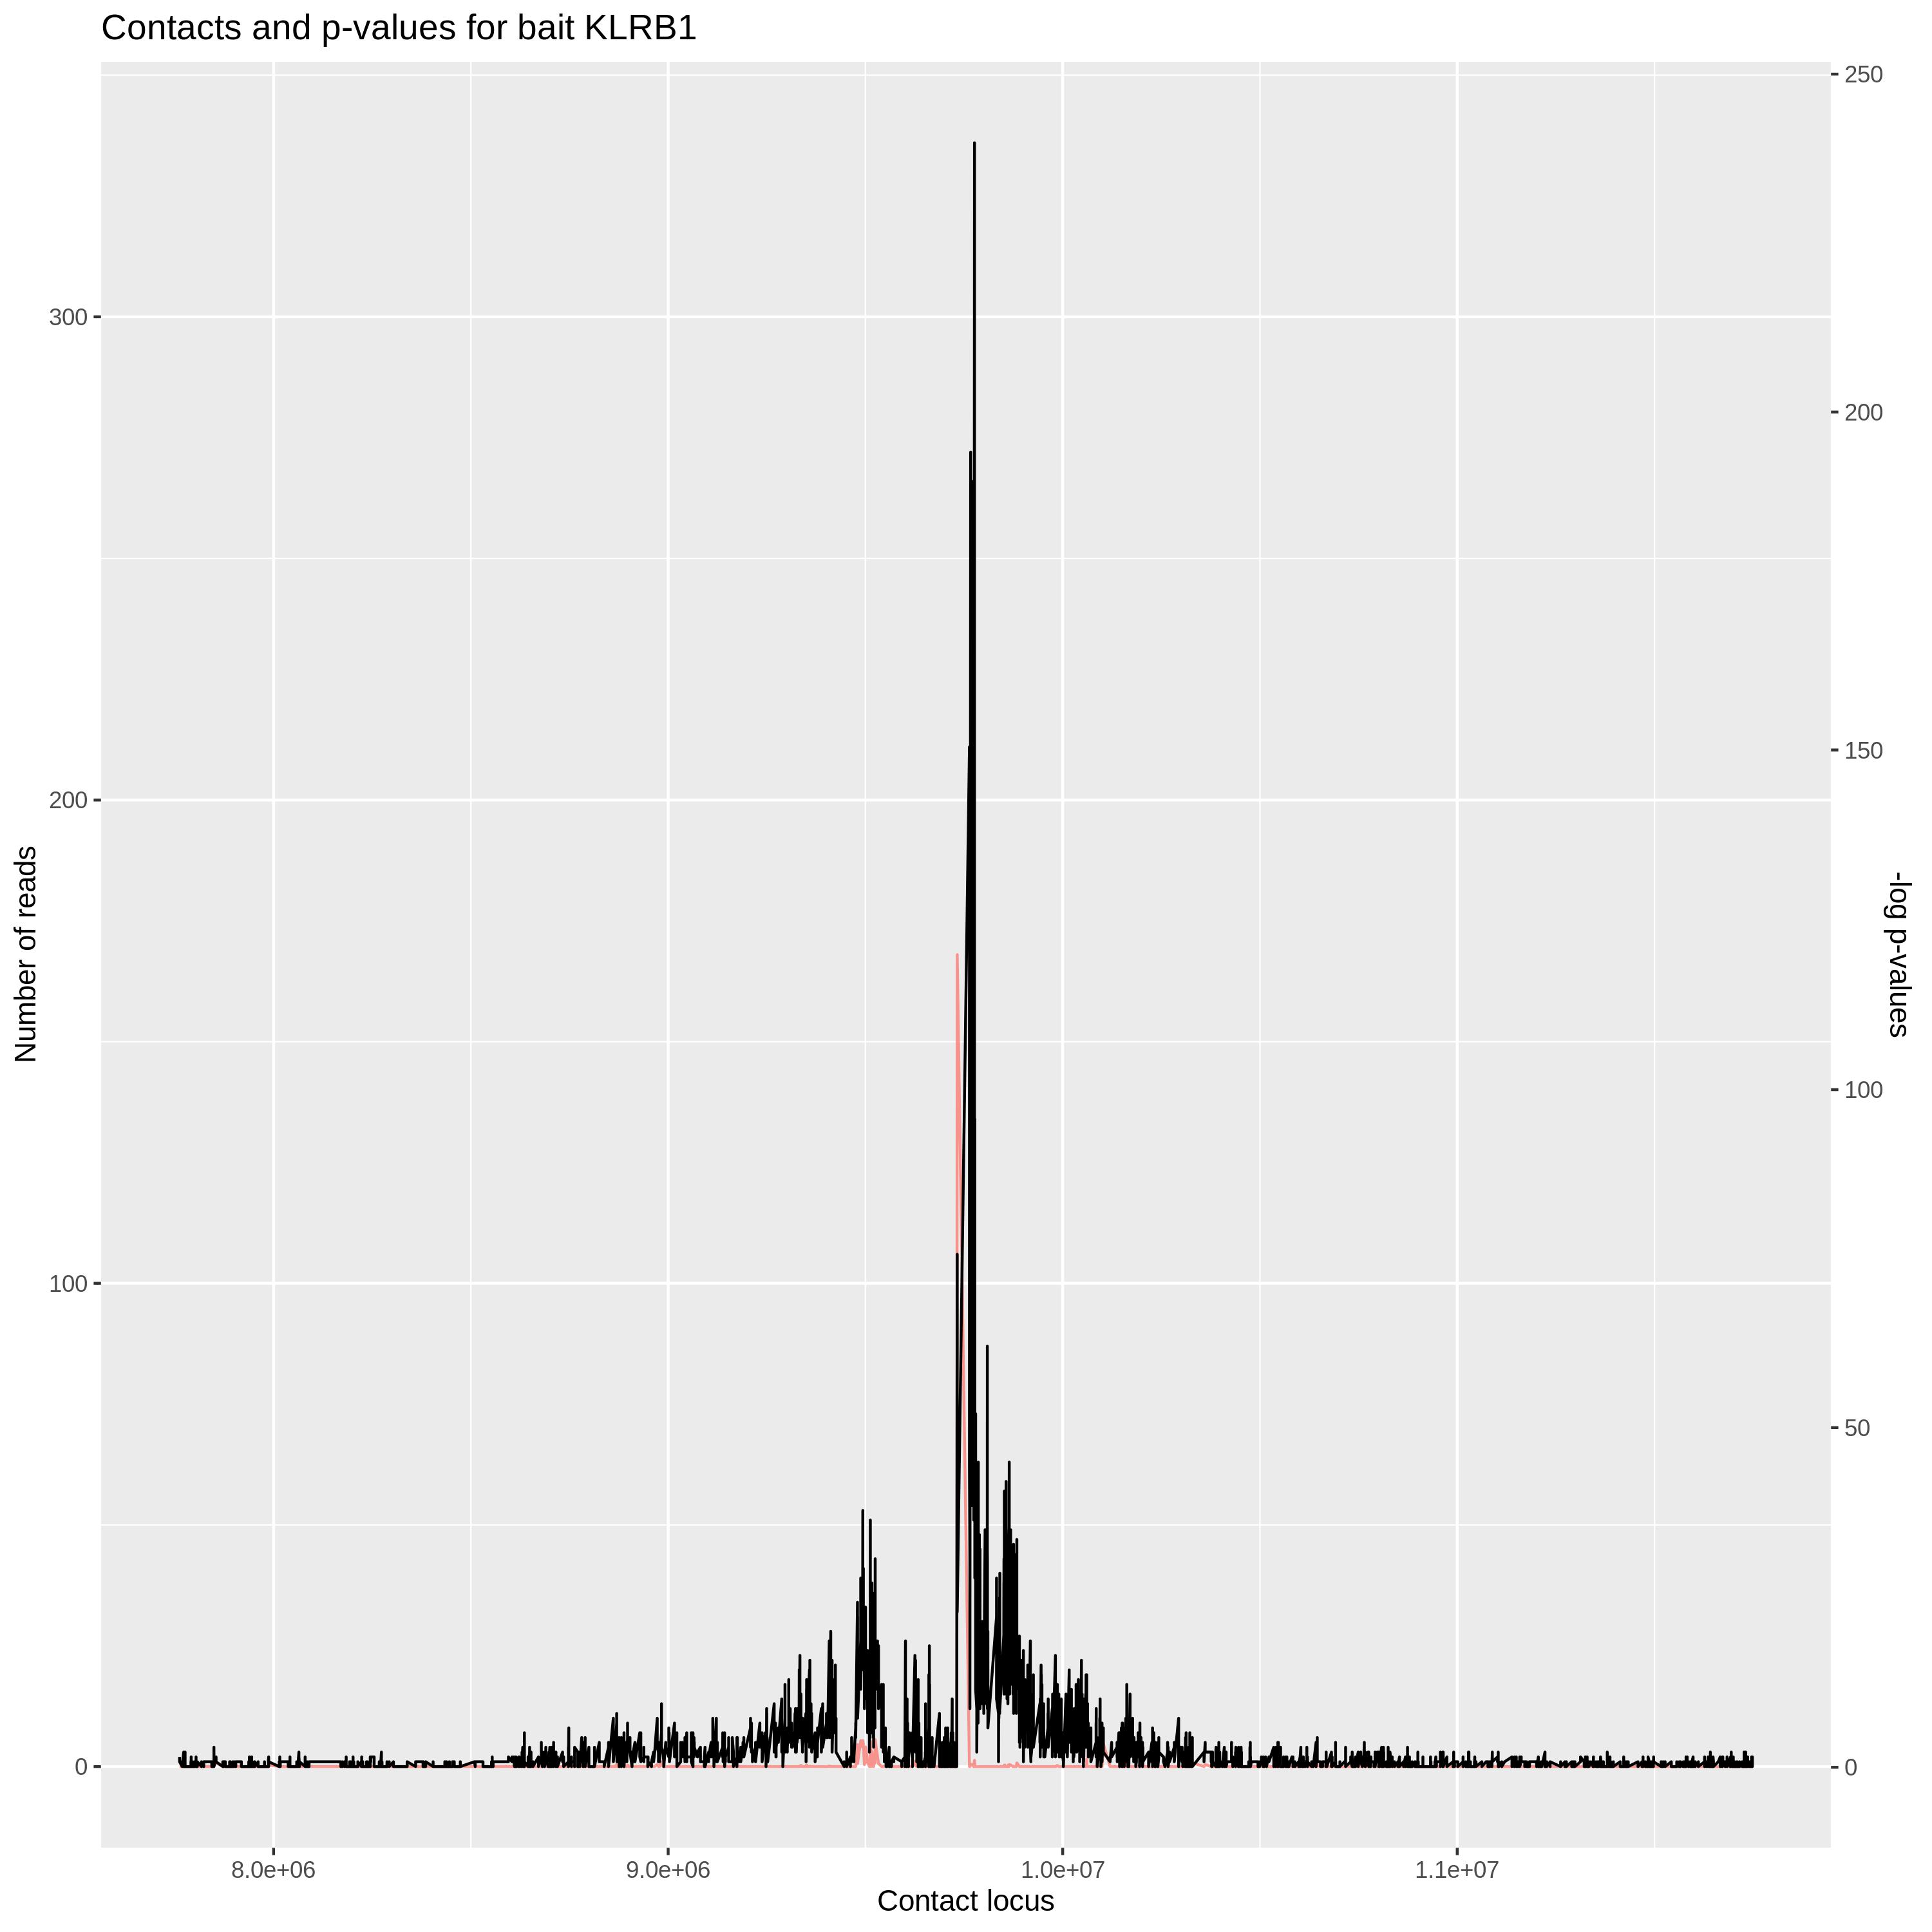 Contacts and p-values for bait KLRB1
Number of reads
300
200
100
0
250
200
150
100
50
0
-log p-values
8.0e+06
9.0e+06
1.0e+07
1.1e+07
Contact locus